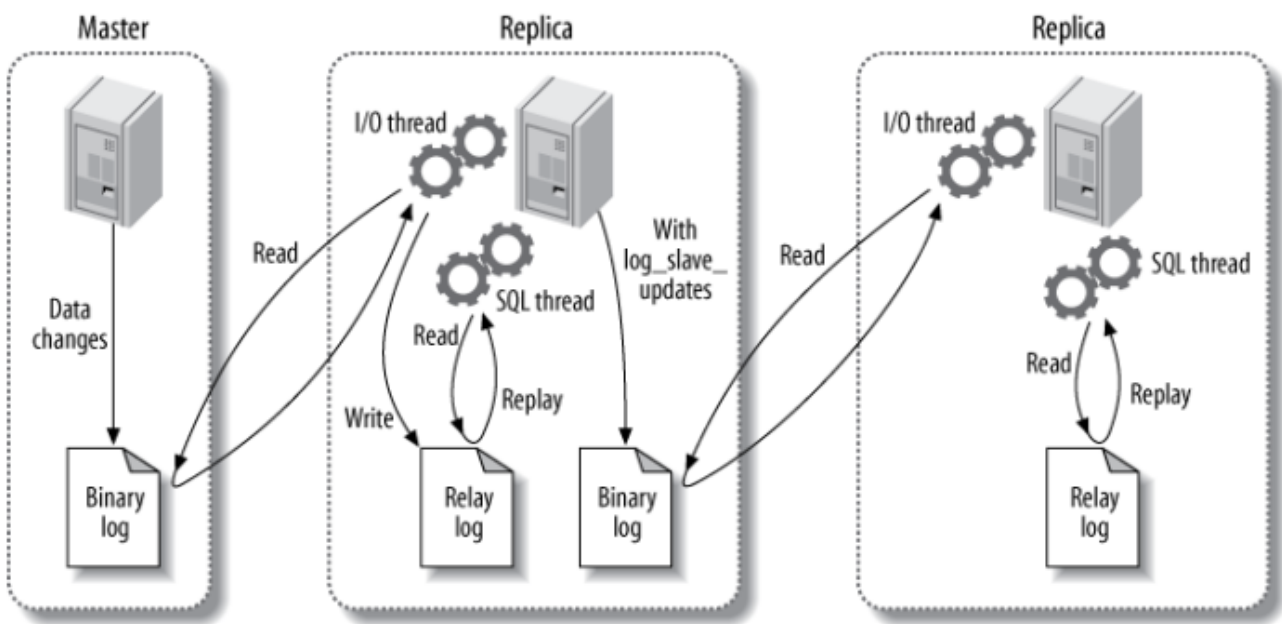 Master
Replica
Replica
I/O thread
I/O thread
Read
With
log_slave_
updates
Read
SQL thread
SQL thread
Data
changes
Read
Read
Replay
Replay
Write
Binary
log
Relay
log
Binary
log
Relay
log